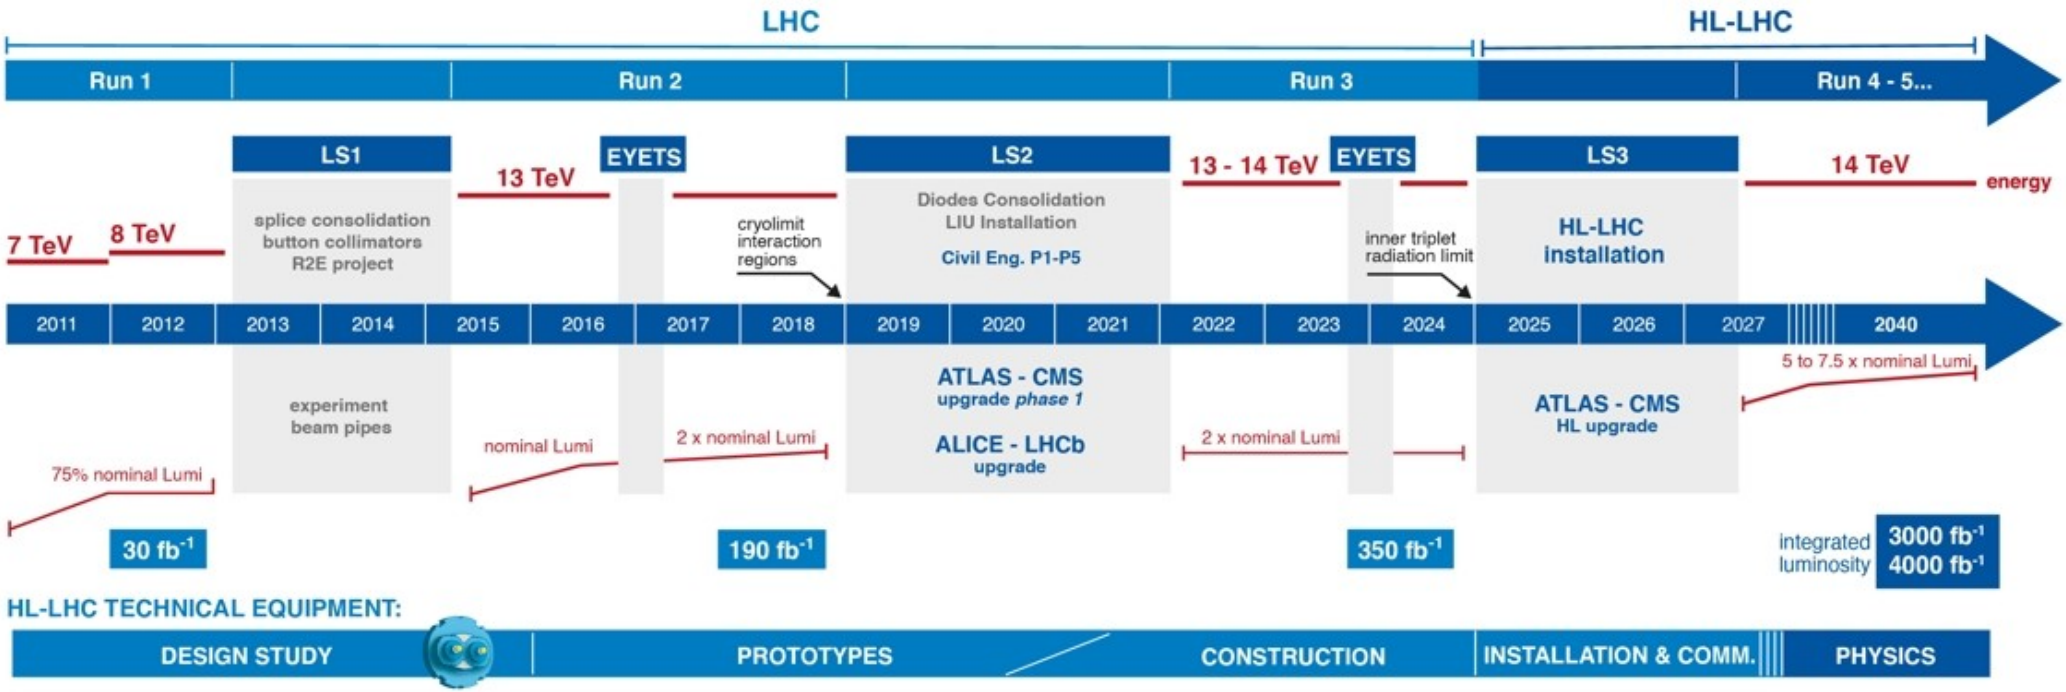 LHC
HL-LHC
Run 1
Run 2
Run 3
Run 4 - 5...
LS1
EYETS
LS2
EYETS
LS3
13 TeV
13 - 14 TeV
14 TeV
energy
7 TeV
8 TeV
splice consolidation
button collimators
R2E project
cryolimit
interaction
regions
Diodes Consolidation
LIU Installation
Civil Eng. P1-P5
inner triplet
radiation limit
HL-LHC
installation
2011
2012
2013
2014
2015
2016
2017
2018
2019
2020
2021
2022
2023
2024
2025
2026
2027
2040
5 to 7.5 x nominal Lumi
experiment
beam pipes
ATLAS - CMS
upgrade phase 1
ALICE - LHCb
upgrade
ATLAS - CMS
HL upgrade
75% nominal Lumi
nominal Lumi
2 x nominal Lumi
2 x nominal Lumi
30 fb⁻¹
190 fb⁻¹
350 fb⁻¹
integrated
luminosity
3000 fb⁻¹
4000 fb⁻¹
HL-LHC TECHNICAL EQUIPMENT:
DESIGN STUDY
PROTOTYPES
CONSTRUCTION
INSTALLATION & COMM.
PHYSICS